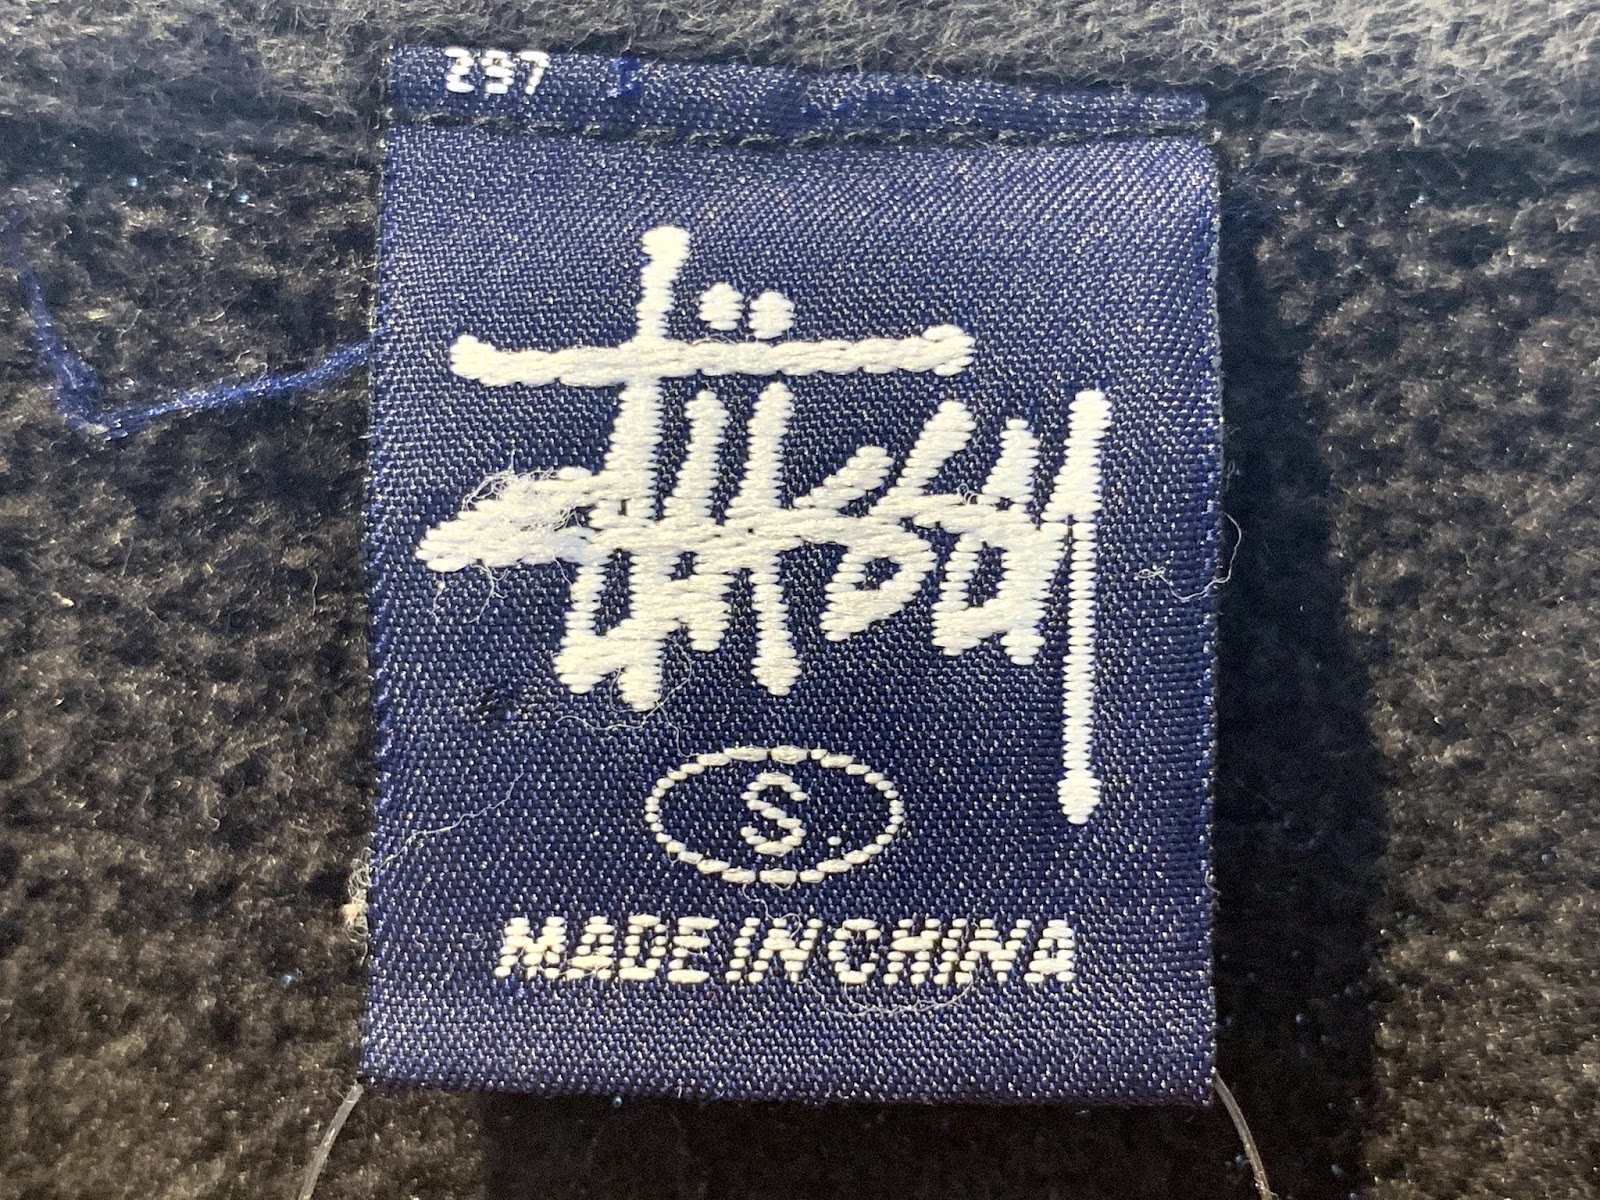 237
Stüssy
S.
MADE IN CHINA